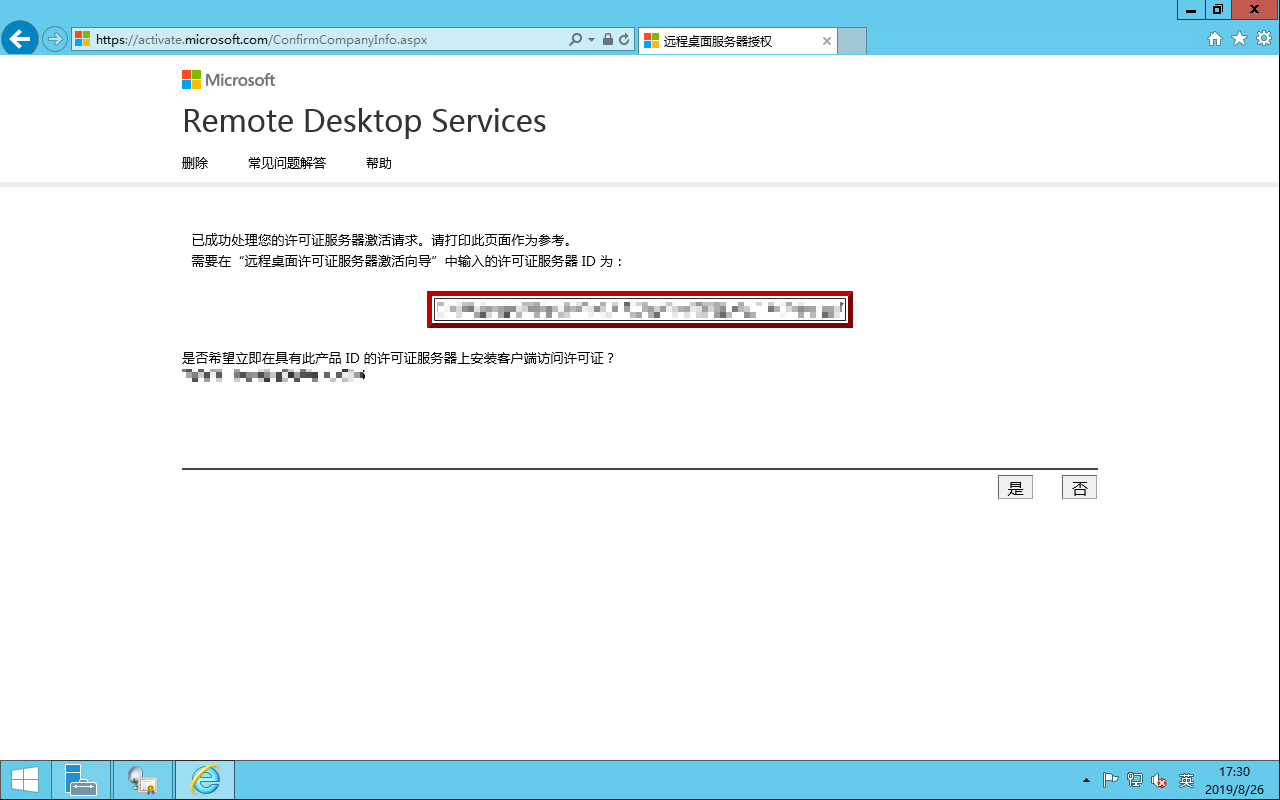 https://activate.microsoft.com/ConfirmCompanyInfo.aspx
远程桌面服务器授权
Microsoft
Remote Desktop Services
删除 常见问题解答 帮助
已成功处理您的许可证服务器激活请求。请打印此页面作为参考。
需要在“远程桌面许可证服务器激活向导”中输入的许可证服务器 ID 为：
是否希望立即在具有此产品 ID 的许可证服务器上安装客户端访问许可证？
是 否
英
17:30
2019/8/26